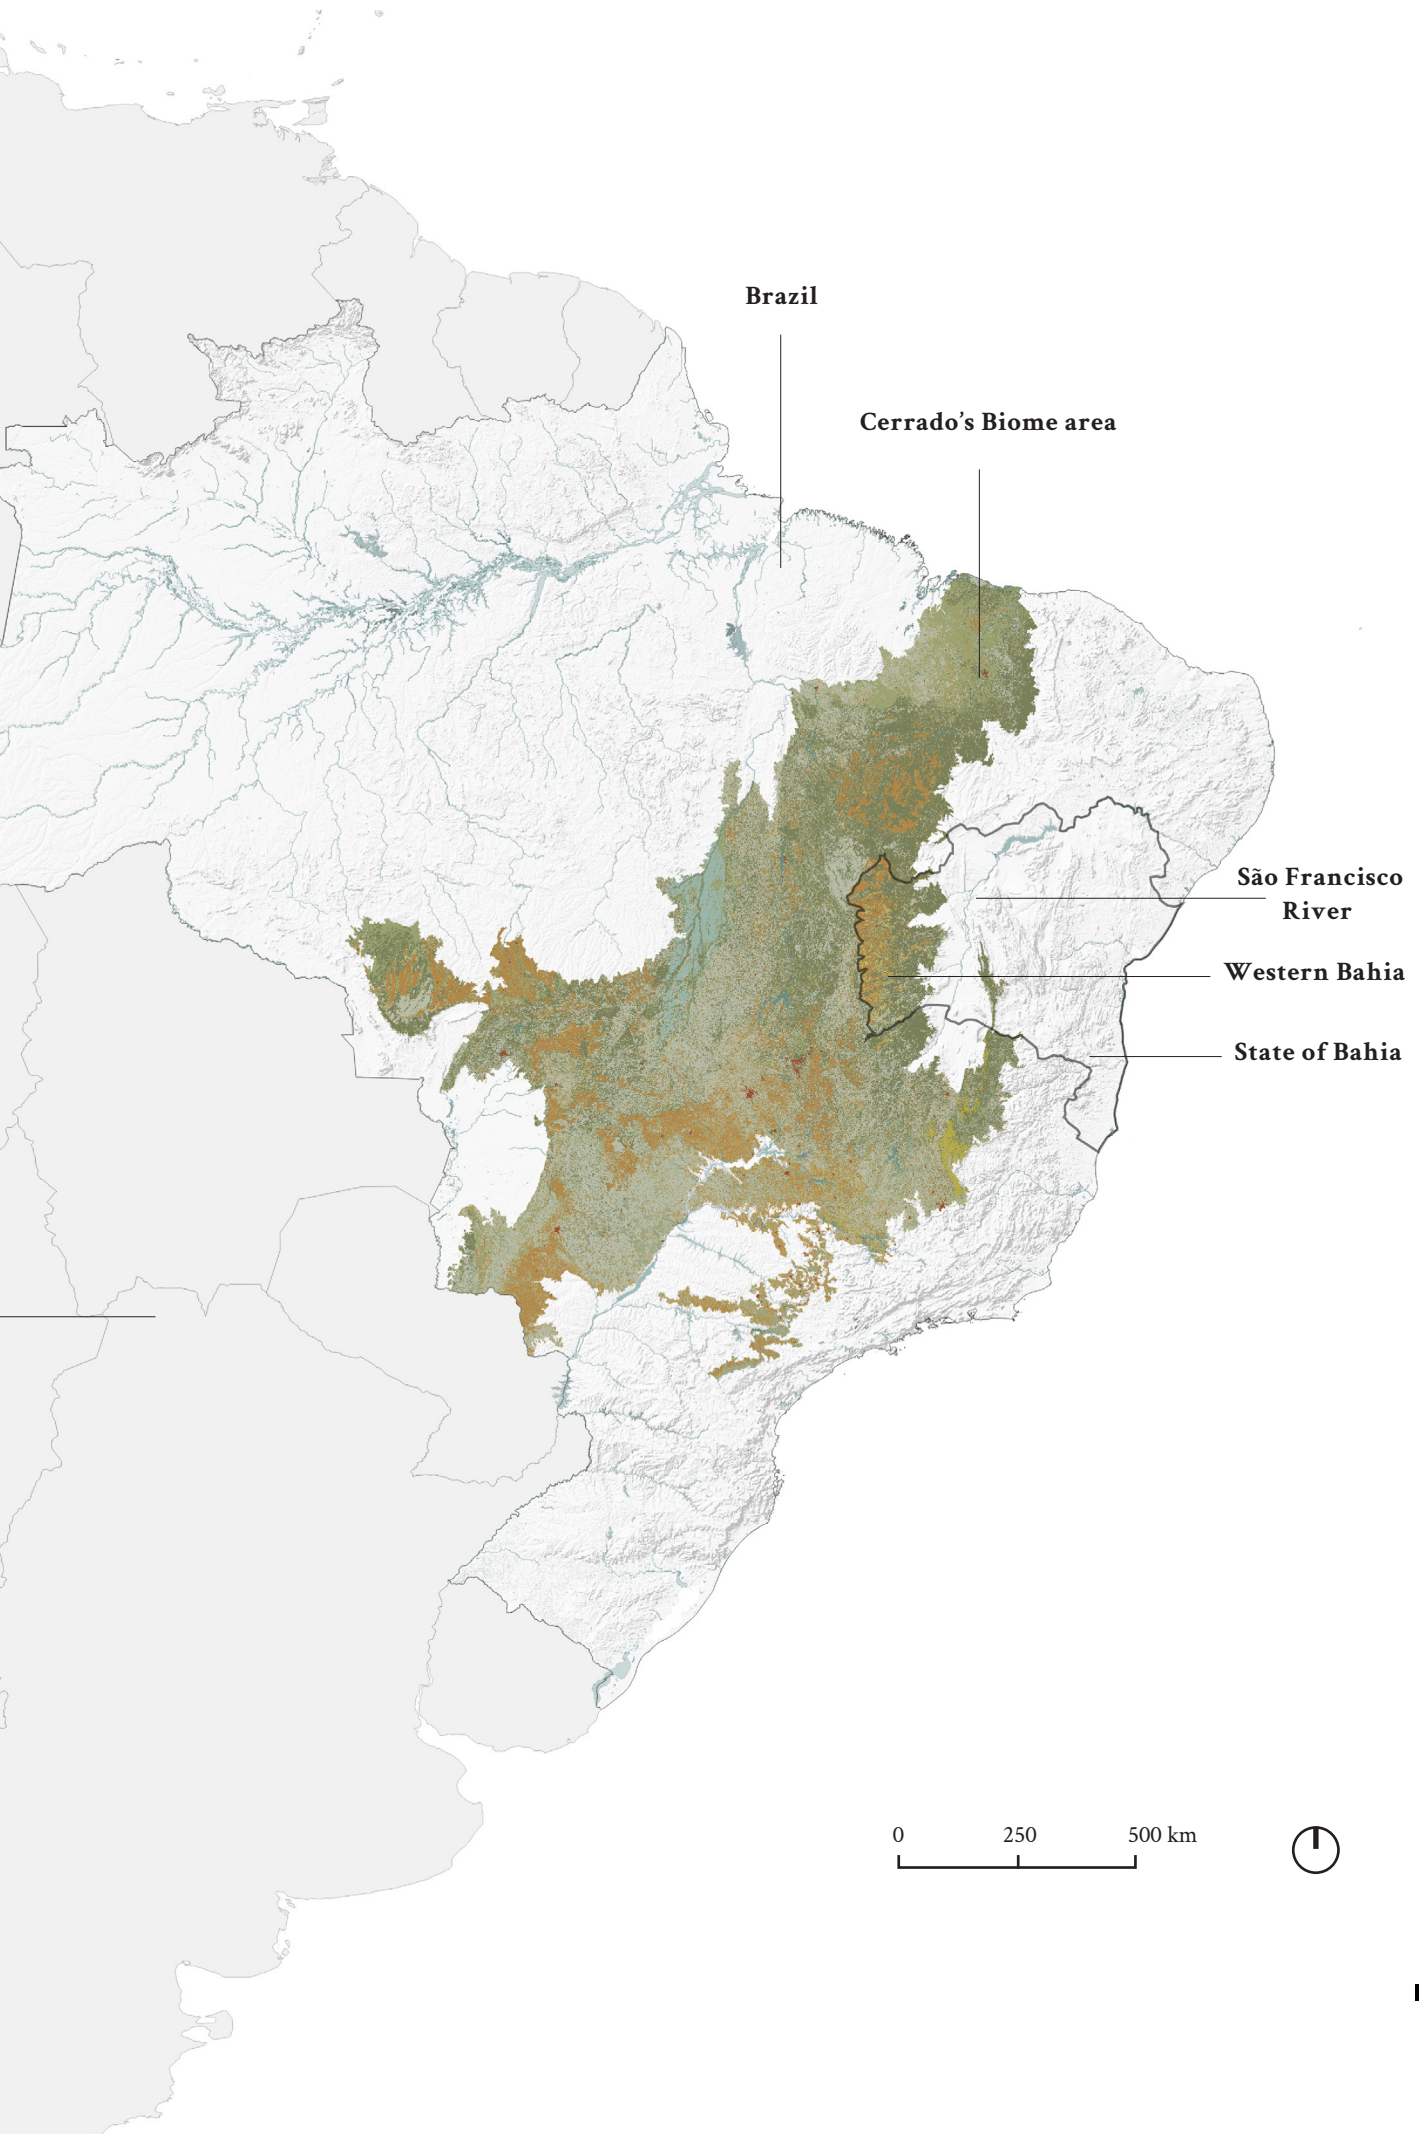 Brazil
Cerrado’s Biome area
São Francisco
River
Western Bahia
State of Bahia
0 250 500 km